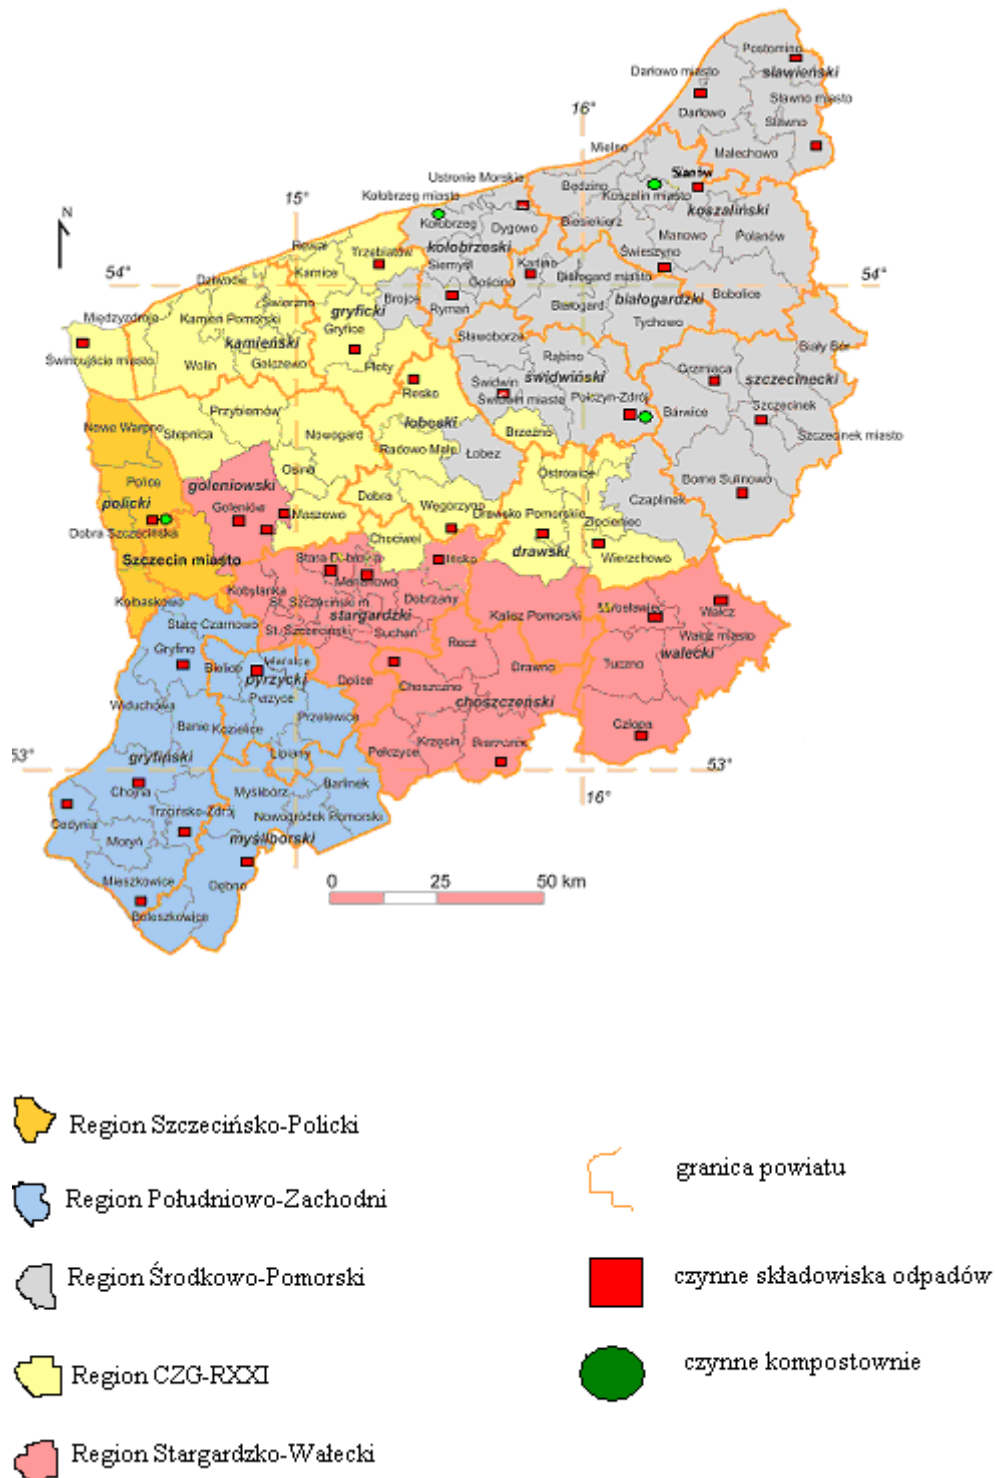 Postomino
sławieński
Darłowo miasto
Sławno miasto
Darłowo
Sławno
16°
Mielno
Malechowo
Sianów
Ustronie Morskie
Będzino
Koszalin miasto
Kołobrzeg miasto
koszaliński
15°
Kołobrzeg
Dygowo
Biesiekierz
Manowo
Polanów
N
Rewal
Trzebiatów
kołobrzeski
Świeszyno
Karnice
Siemyśl
Karlino
Białogard miasto
54°
54°
Dziwnów
Gościno
białogardzki
Bobolice
Świerzno
Brojce
Rymań
Białogard
Międzyzdroje
Kamień Pomorski
gryficki
Tychowo
Gryfice
Sławoborze
kamieński
Biały Bór
Świnoujście miasto
Wolin
Golczewo
Płoty
Rąbino
Grzmiąca
szczecinecki
Resko
Świdwin
świdwiński
Świdwin miasto
Połczyn-Zdrój
Barwice
Szczecinek
Przybiernów
Nowe Warpno
Stepnica
Nowogard
łobeski
Brzeżno
Szczecinek miasto
Radowo Małe
Łobez
Osina
Ostrowice
Police
goleniowski
Borne Sulinowo
Dobra
Węgorzyno
Czaplinek
policki
Goleniów
Maszewo
Drawsko Pomorskie
Złocieniec
Dobra Szczecińska
Chociwel
drawski
Wierzchowo
Szczecin miasto
Stara Dąbrowa
Ińsko
Marianowo
Kobylanka
Dobrzany
Kołbaskowo
St. Szczeciński m.
stargardzki
Kalisz Pomorski
Mirosławiec
Wałcz
Stare Czarnowo
St. Szczeciński
Suchań
Wałcz miasto
Gryfino
Recz
wałecki
Bielice
Warnice
Tuczno
pyrzycki
Dolice
Drawno
Pyrzyce
Choszczno
Widuchowa
choszczeński
Przelewice
Człopa
Banie
Kozielice
Krzęcin
Bierzwnik
53°
gryfiński
Lipiany
Pełczyce
53°
Chojna
Myślibórz
Barlinek
16°
Trzcińsko-Zdrój
Nowogródek Pomorski
Cedynia
myśliborski
Moryń
Mieszkowice
Dębno
0 25 50 km
Boleszkowice
Region Szczecińsko-Policki
granica powiatu
Region Południowo-Zachodni
Region Środkowo-Pomorski
czynne składowiska odpadów
Region CZG-RXXI
czynne kompostownie
Region Stargardzko-Wałecki